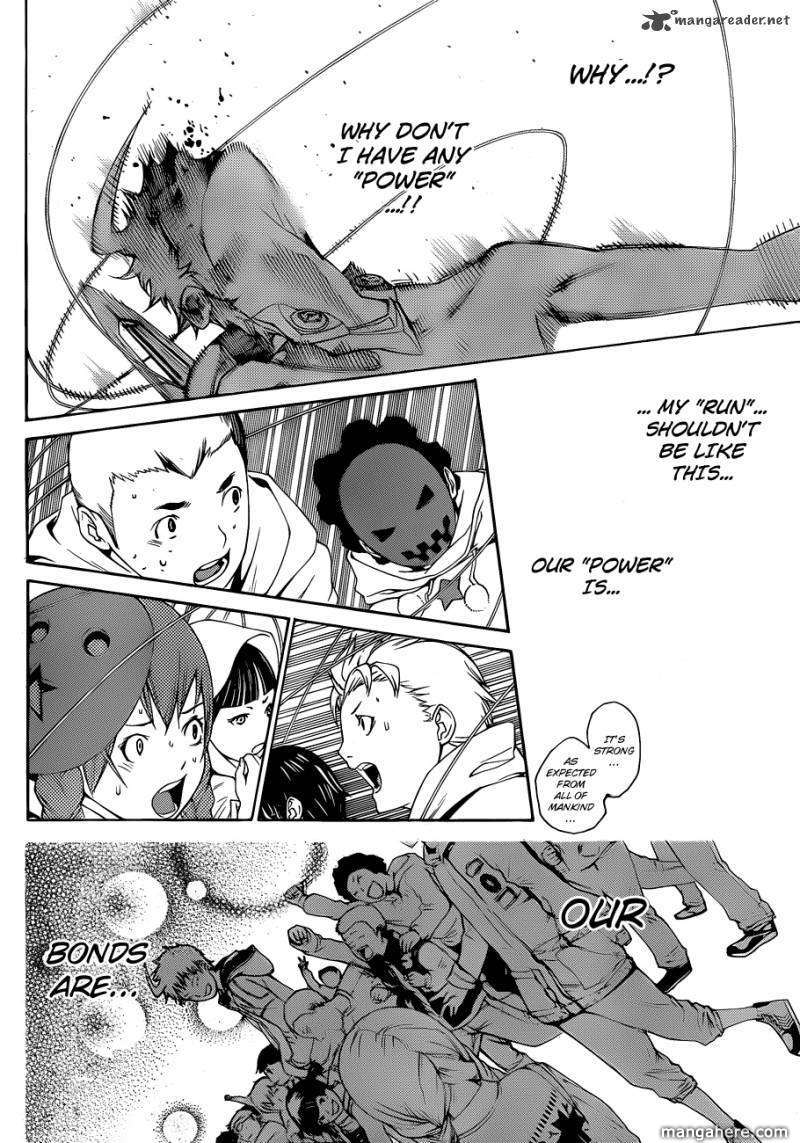 mangareader.net
WHY...!?
WHY DON'T
I HAVE ANY
"POWER"
...!!
... MY "RUN"...
SHOULDN'T
BE LIKE
THIS...
OUR "POWER"
IS...
IT'S
STRONG
...
AS
EXPECTED
FROM
ALL OF
MANKIND
...
OUR
BONDS
ARE...
mangahere.com